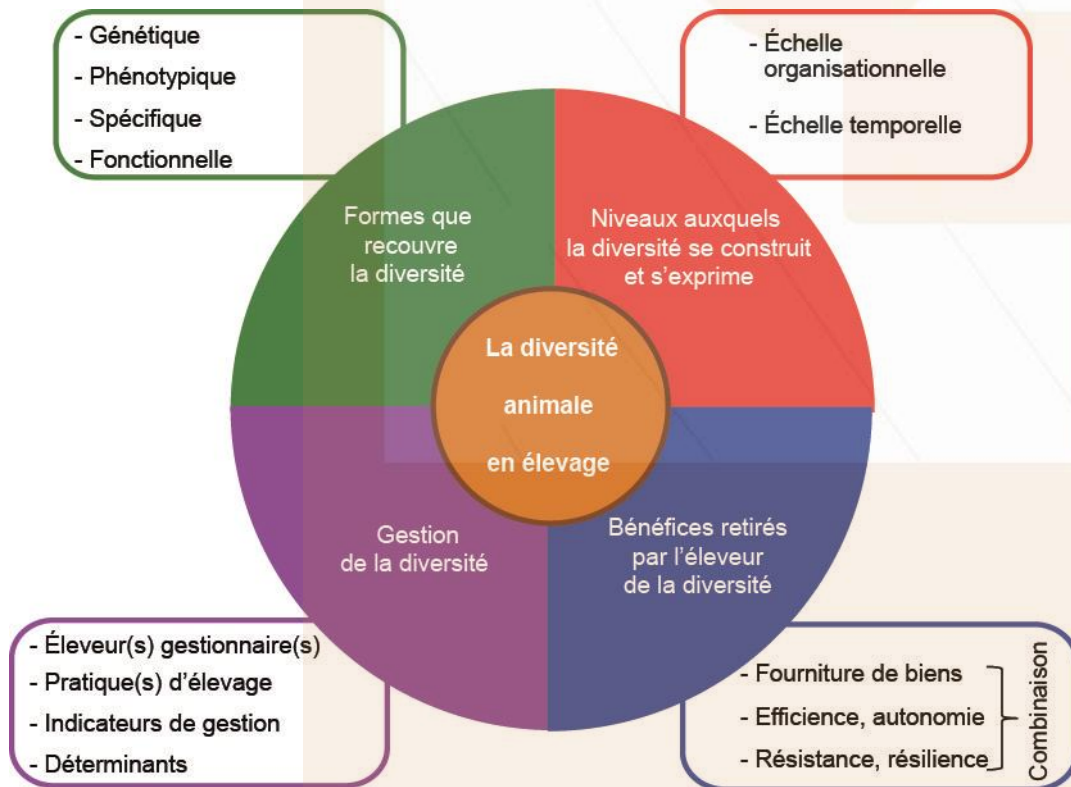 - Génétique
- Phénotypique
- Spécifique
- Fonctionnelle
- Échelle
organisationnelle
- Échelle temporelle
Formes que
recouvre
la diversité
Niveaux auxquels
la diversité se construit
et s’exprime
La diversité
animale
en élevage
Gestion
de la diversité
Bénéfices retirés
par l’éleveur
de la diversité
- Éleveur(s) gestionnaire(s)
- Pratique(s) d’élevage
- Indicateurs de gestion
- Déterminants
- Fourniture de biens
- Efficience, autonomie
- Résistance, résilience
Combinaison